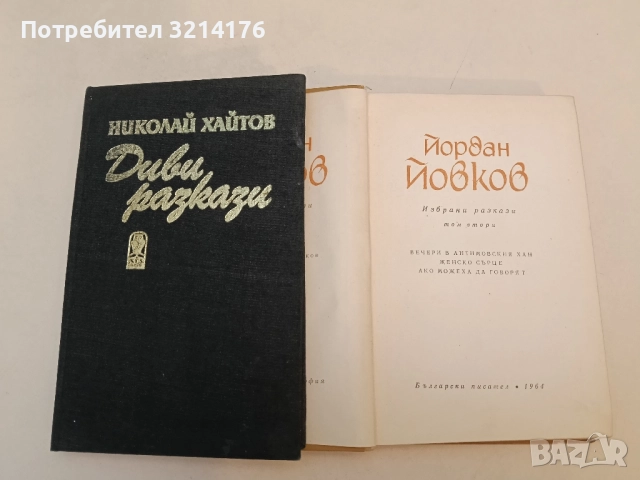 Потребител 3214176
НИКОЛАЙ ХАЙТОВ
Диви
разкази
Йордан
Йовков
Избрани разкази
том втори
ВЕЧЕРИ В АНТИМОВСКИЯ ХАН
ЖЕНСКО СЪРЦЕ
АКО МОЖЕХА ДА ГОВОРЯТ
Български писател • 1964
BAZAR